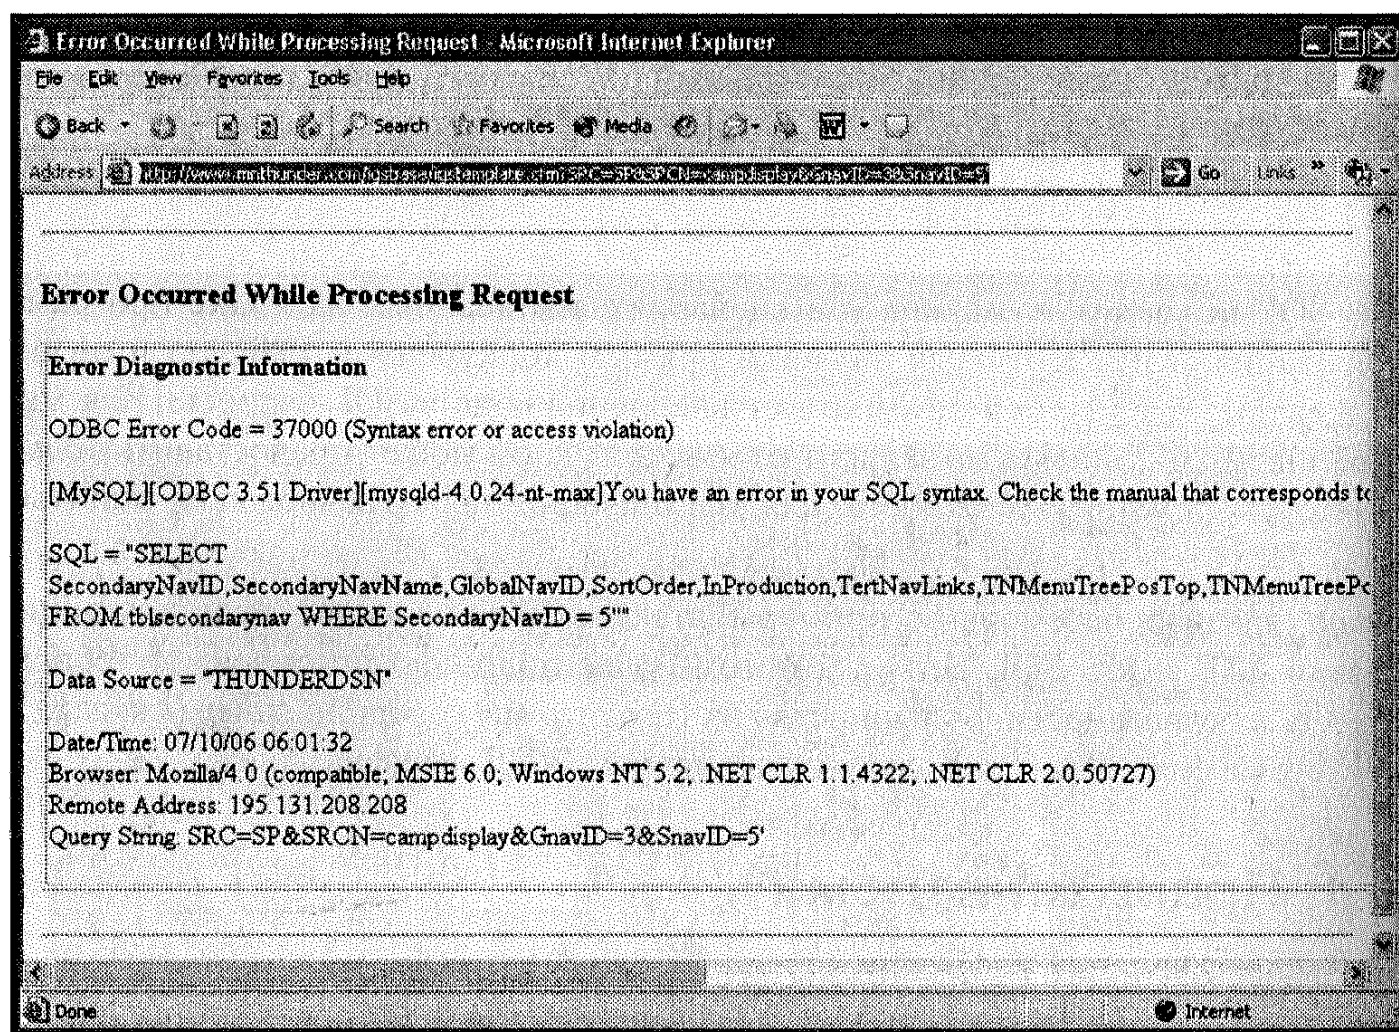 Error Occurred While Processing Request - Microsoft Internet Explorer
File Edit View Favorites Tools Help
Back Search Favorites Media
Address Go Links »
Error Occurred While Processing Request
Error Diagnostic Information
ODBC Error Code = 37000 (Syntax error or access violation)
[MySQL][ODBC 3.51 Driver][mysqld-4.0.24-nt-max]You have an error in your SQL syntax. Check the manual that corresponds to
SQL = "SELECT
SecondaryNavID,SecondaryNavName,GlobalNavID,SortOrder,InProduction,TertNavLinks,TNMenuTreePosTop,TNMenuTreePo
FROM tblsecondarynav WHERE SecondaryNavID = 5'"'
Data Source = "THUNDERDSN"
Date/Time: 07/10/06 06:01:32
Browser: Mozilla/4.0 (compatible; MSIE 6.0; Windows NT 5.2; .NET CLR 1.1.4322; .NET CLR 2.0.50727)
Remote Address: 195.131.208.208
Query String: SRC=SP&SRCN=campdisplay&GnavID=3&SnavID=5'
Done Internet